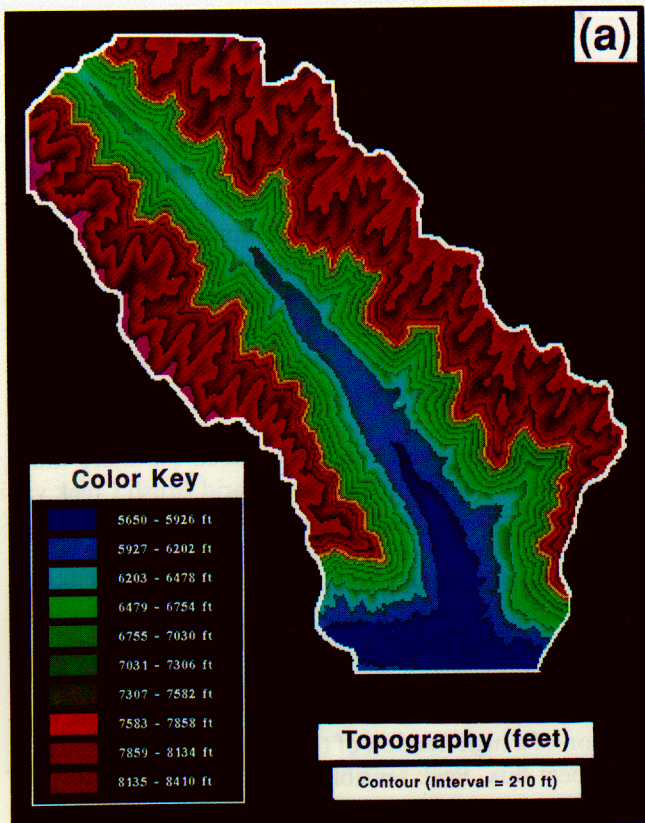 (a)
Color Key
5650 - 5926 ft
5927 - 6202 ft
6203 - 6478 ft
6479 - 6754 ft
6755 - 7030 ft
7031 - 7306 ft
7307 - 7582 ft
7583 - 7858 ft
7859 - 8134 ft
8135 - 8410 ft
Topography (feet)
Contour (Interval = 210 ft)